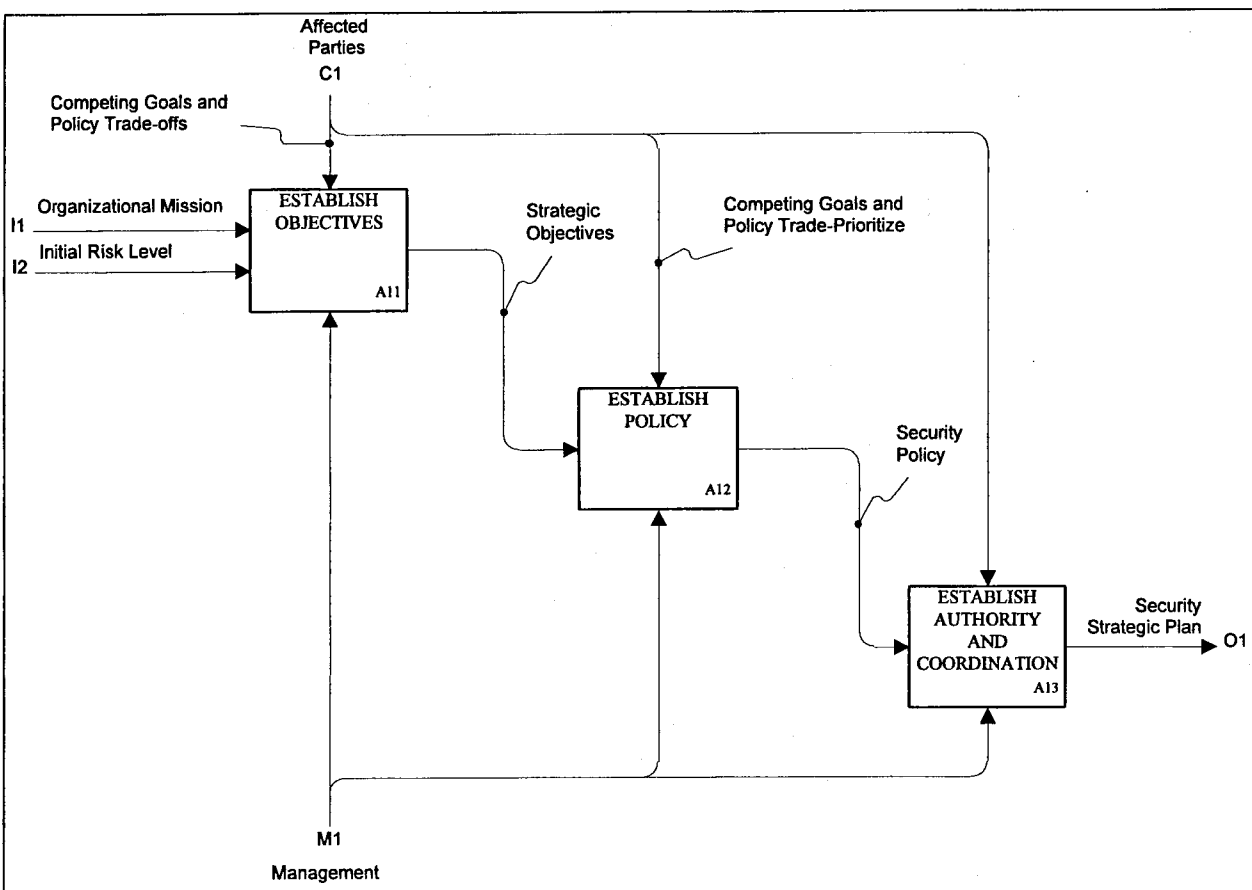 Affected
Parties
C1
Competing Goals and
Policy Trade-offs
I1
Organizational Mission
I2
Initial Risk Level
ESTABLISH
OBJECTIVES
A11
Strategic
Objectives
Competing Goals and
Policy Trade-Prioritize
ESTABLISH
POLICY
A12
Security
Policy
ESTABLISH
AUTHORITY
AND
COORDINATION
A13
Security
Strategic Plan
O1
M1
Management